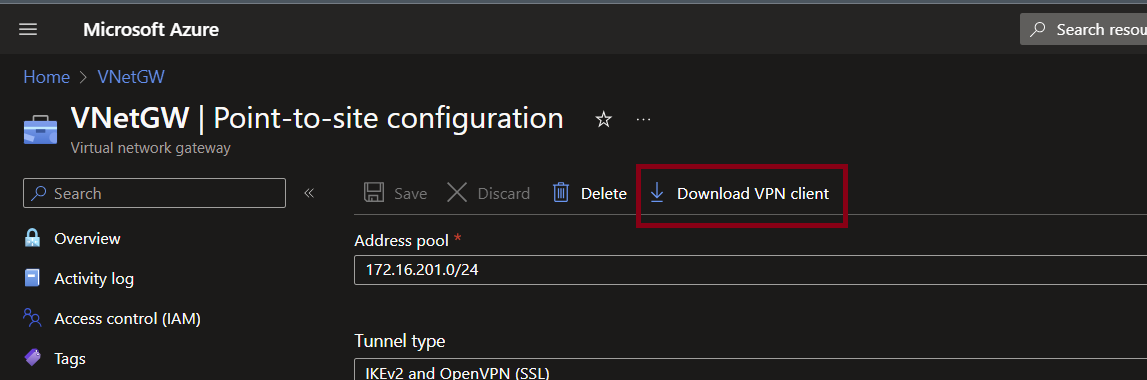 Microsoft Azure
Search resou
Home > VNetGW
VNetGW | Point-to-site configuration
Virtual network gateway
Search
Save
Discard
Delete
Download VPN client
Overview
Activity log
Access control (IAM)
Tags
Address pool *
172.16.201.0/24
Tunnel type
IKEv2 and OpenVPN (SSL)